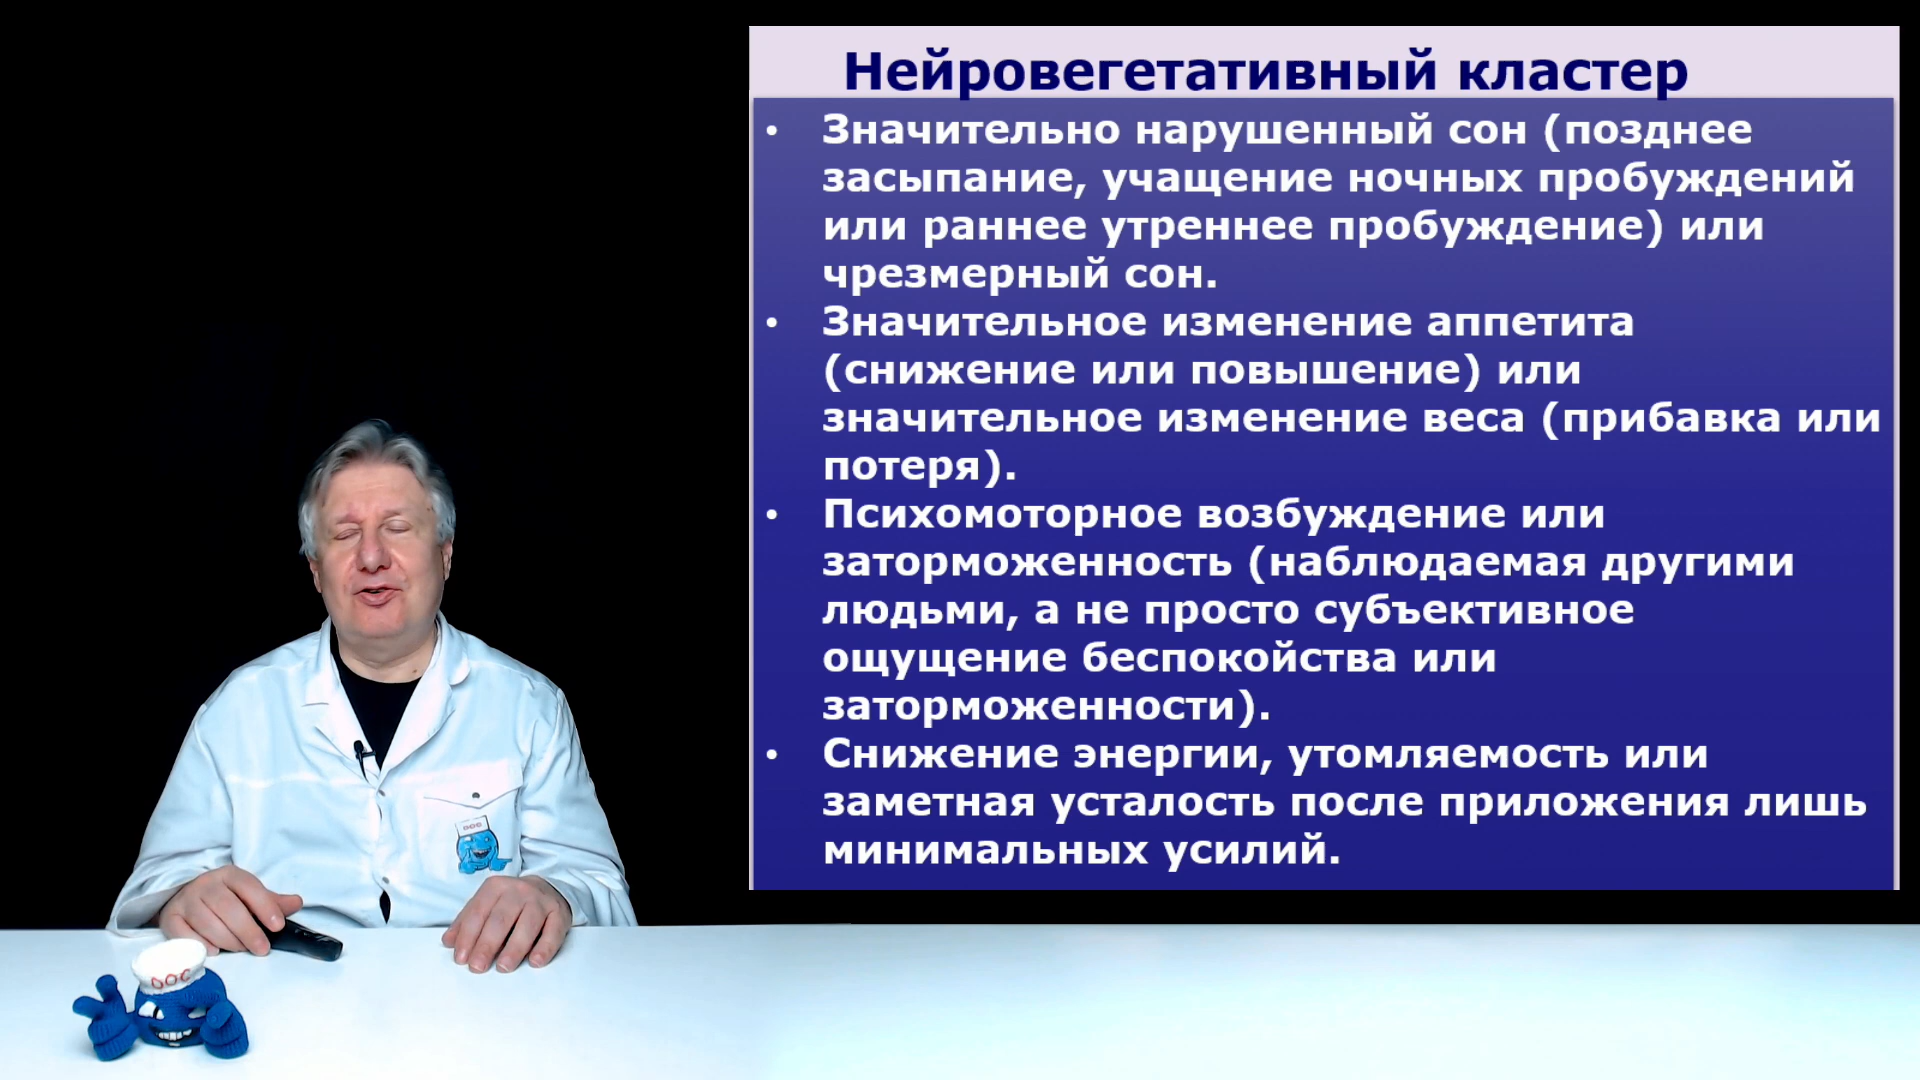 Нейровегетативный кластер
• Значительно нарушенный сон (позднее
засыпание, учащение ночных пробуждений
или раннее утреннее пробуждение) или
чрезмерный сон.
• Значительное изменение аппетита
(снижение или повышение) или
значительное изменение веса (прибавка или
потеря).
• Психомоторное возбуждение или
заторможенность (наблюдаемая другими
людьми, а не просто субъективное
ощущение беспокойства или
заторможенности).
• Снижение энергии, утомляемость или
заметная усталость после приложения лишь
минимальных усилий.
DOC
DOC